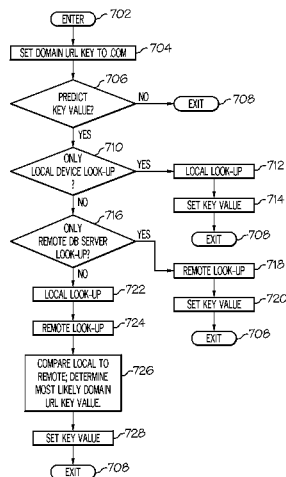 ENTER
702
SET DOMAIN URL KEY TO .COM
704
706
PREDICT
KEY VALUE?
NO
EXIT
708
YES
710
ONLY
LOCAL DEVICE LOOK-UP
?
YES
LOCAL LOOK-UP
712
SET KEY VALUE
714
EXIT
708
NO
716
ONLY
REMOTE DB SERVER
LOOK-UP?
YES
REMOTE LOOK-UP
718
SET KEY VALUE
720
EXIT
708
NO
LOCAL LOOK-UP
722
REMOTE LOOK-UP
724
COMPARE LOCAL TO
REMOTE; DETERMINE
MOST LIKELY DOMAIN
URL KEY VALUE.
726
SET KEY VALUE
728
EXIT
708